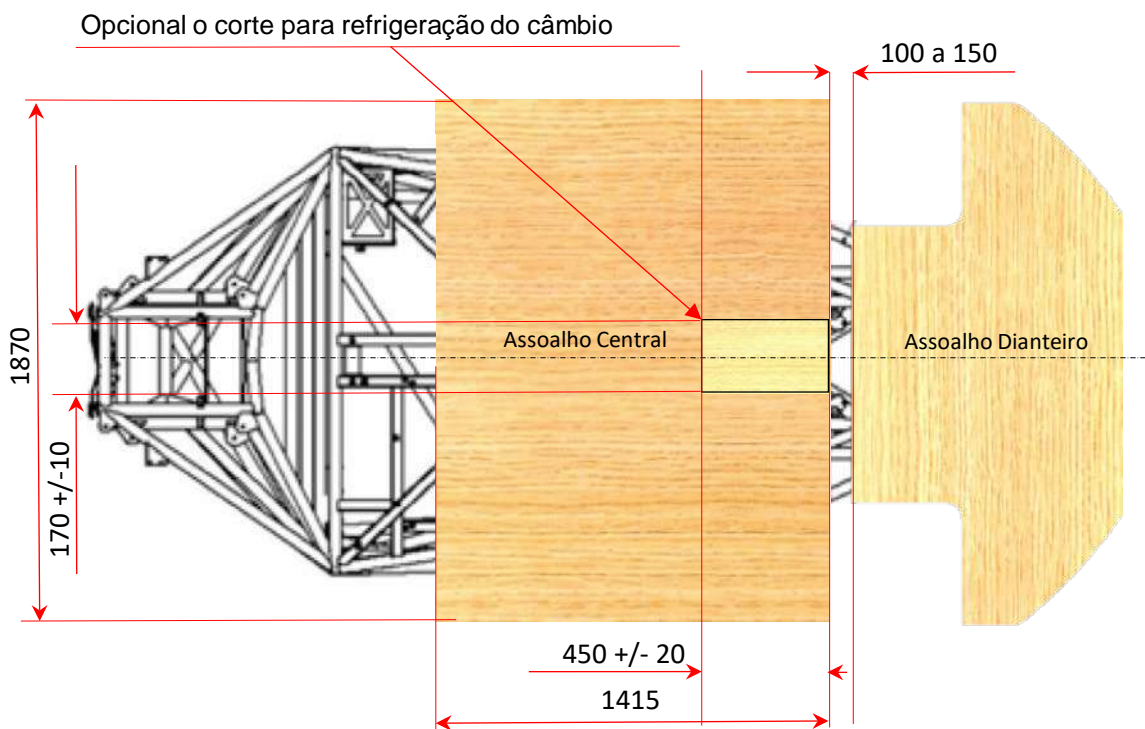 Opcional o corte para refrigeração do câmbio
100 a 150
Assoalho Central
Assoalho Dianteiro
1870
170 +/-10
450 +/- 20
1415